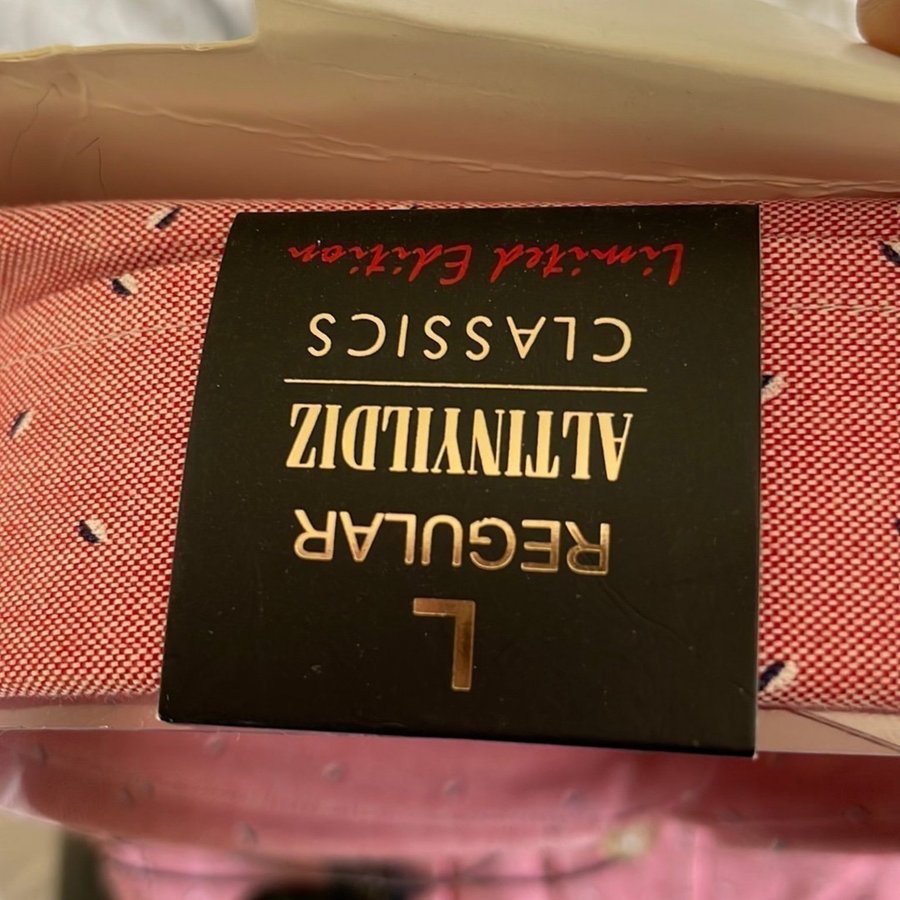 L
REGULAR
ALTINYILDIZ
CLASSICS
Limited Edition